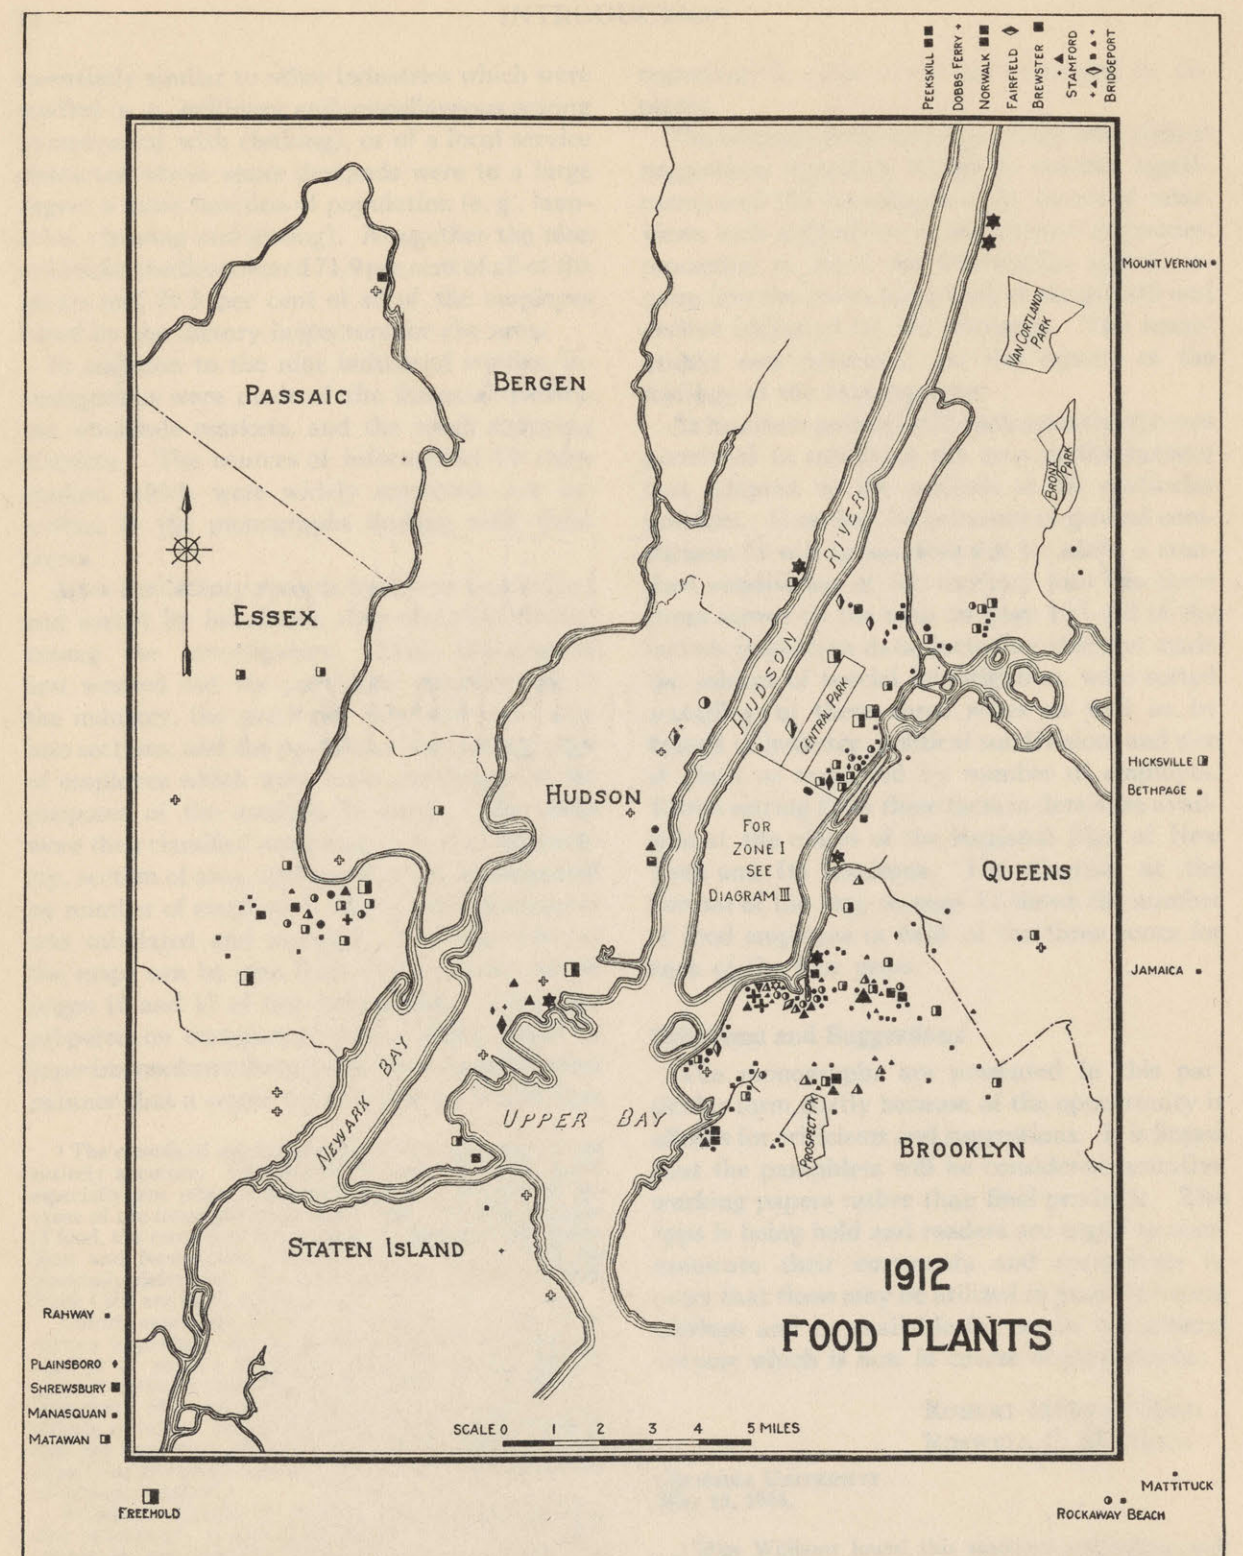 PEEKSKILL
DOBBS FERRY
NORWALK
FAIRFIELD
BREWSTER
STAMFORD
BRIDGEPORT
MOUNT VERNON
VAN CORTLANDT
PARK
PASSAIC
BERGEN
BRONX
PARK
HUDSON RIVER
ESSEX
CENTRAL PARK
HICKSVILLE
BETHPAGE
HUDSON
FOR
ZONE I
SEE
DIAGRAM III
QUEENS
JAMAICA
NEWARK BAY
UPPER BAY
PROSPECT PK.
BROOKLYN
STATEN ISLAND
1912
FOOD PLANTS
RAHWAY
PLAINSBORO
SHREWSBURY
MANASQUAN
MATAWAN
SCALE 0 1 2 3 4 5 MILES
FREEHOLD
MATTITUCK
ROCKAWAY BEACH